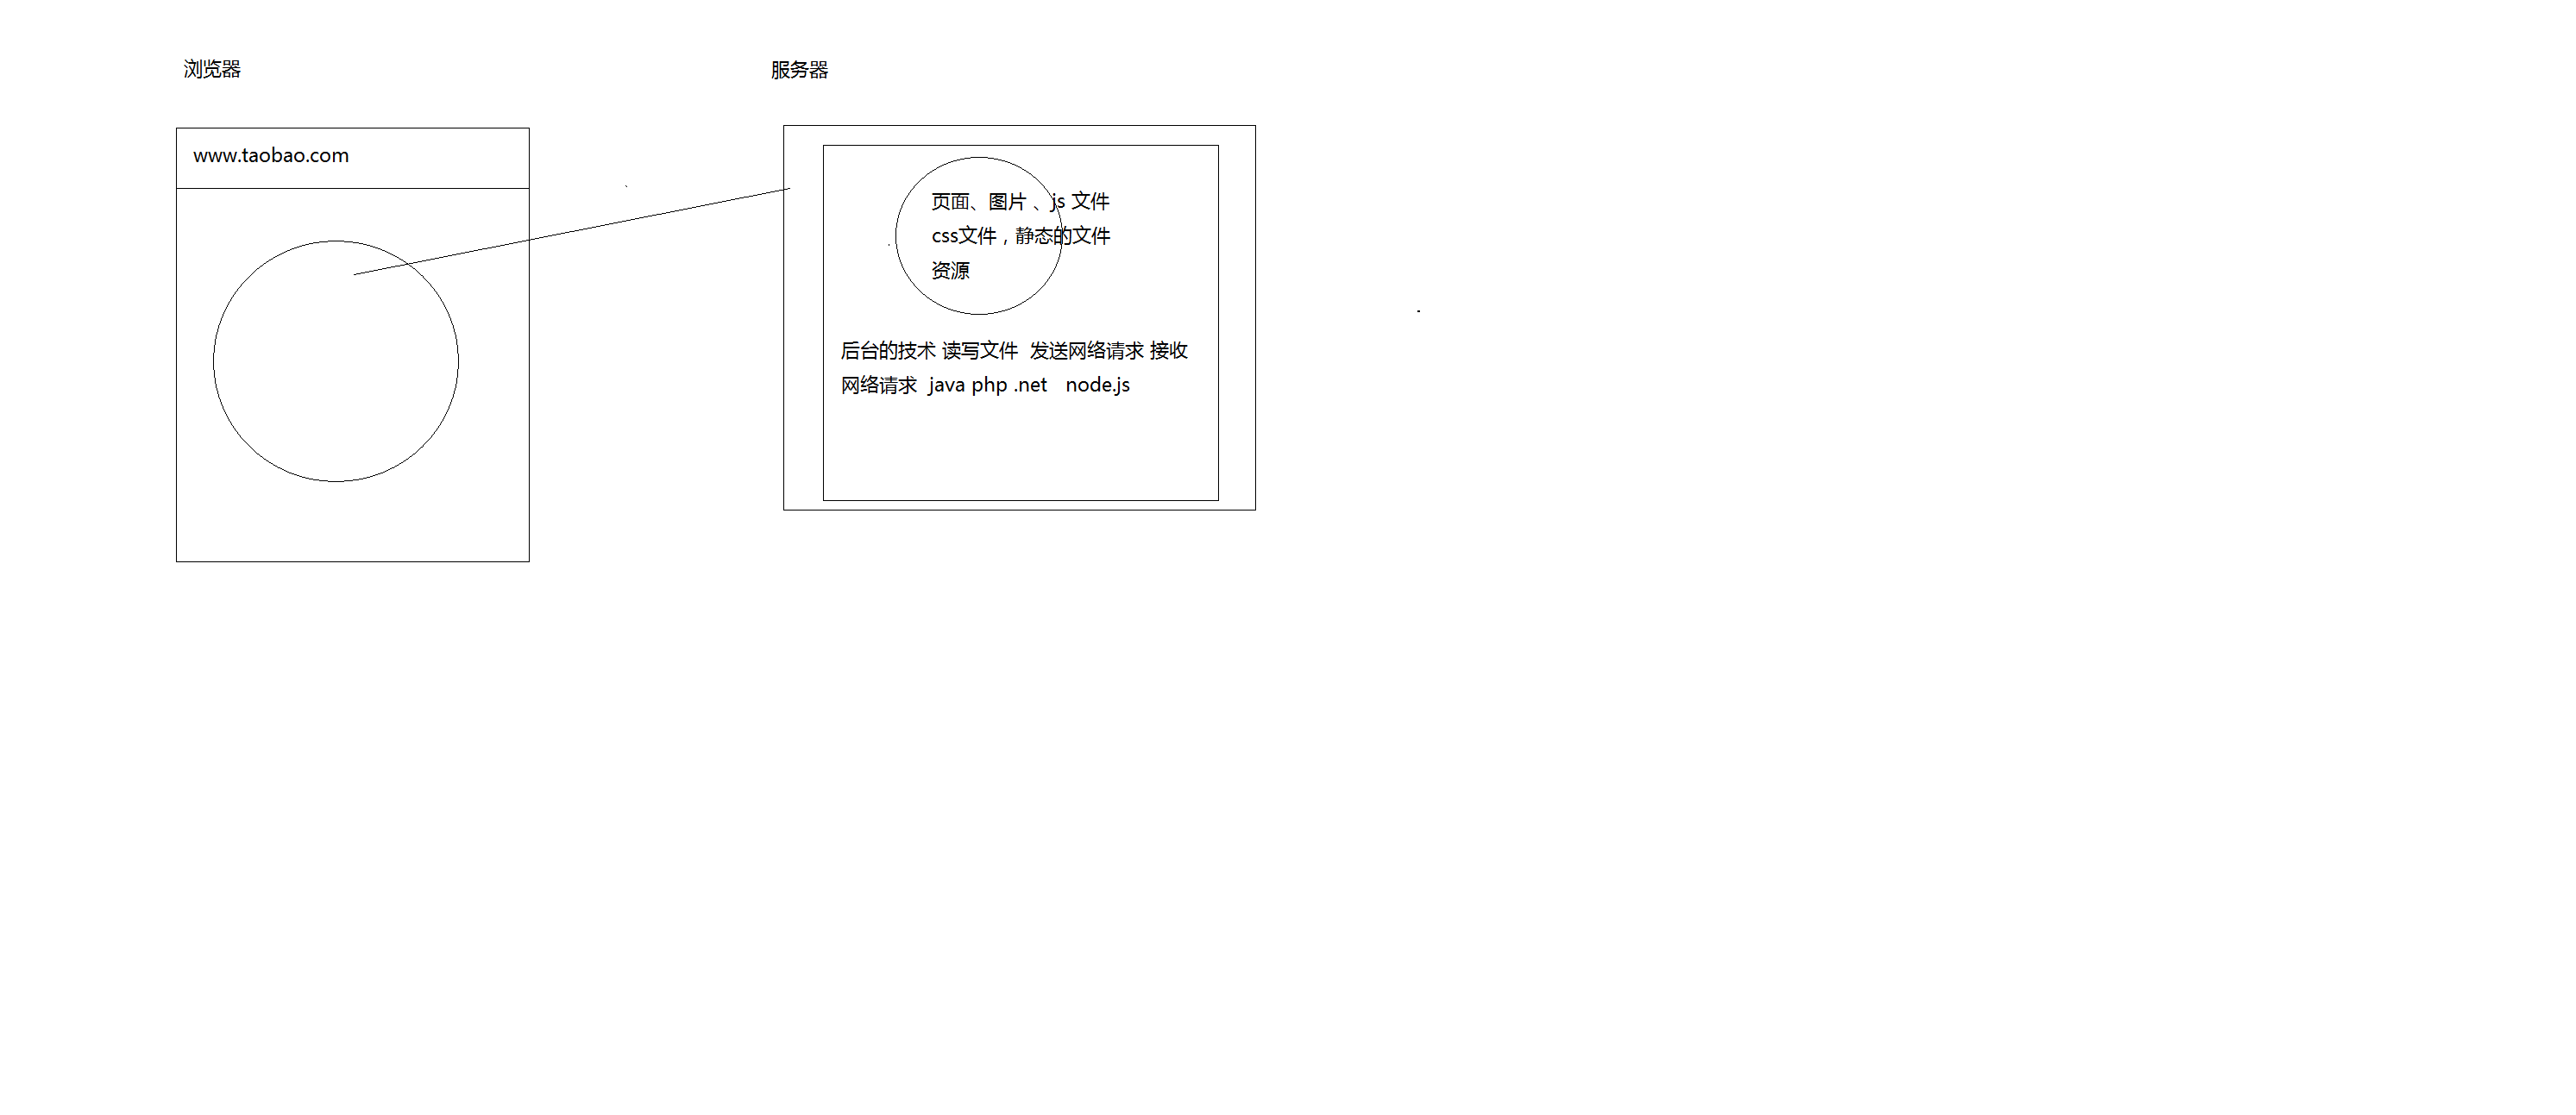 浏览器
服务器
www.taobao.com
页面、图片 、js 文件
css文件，静态的文件
资源
后台的技术 读写文件  发送网络请求 接收
网络请求  java php .net   node.js